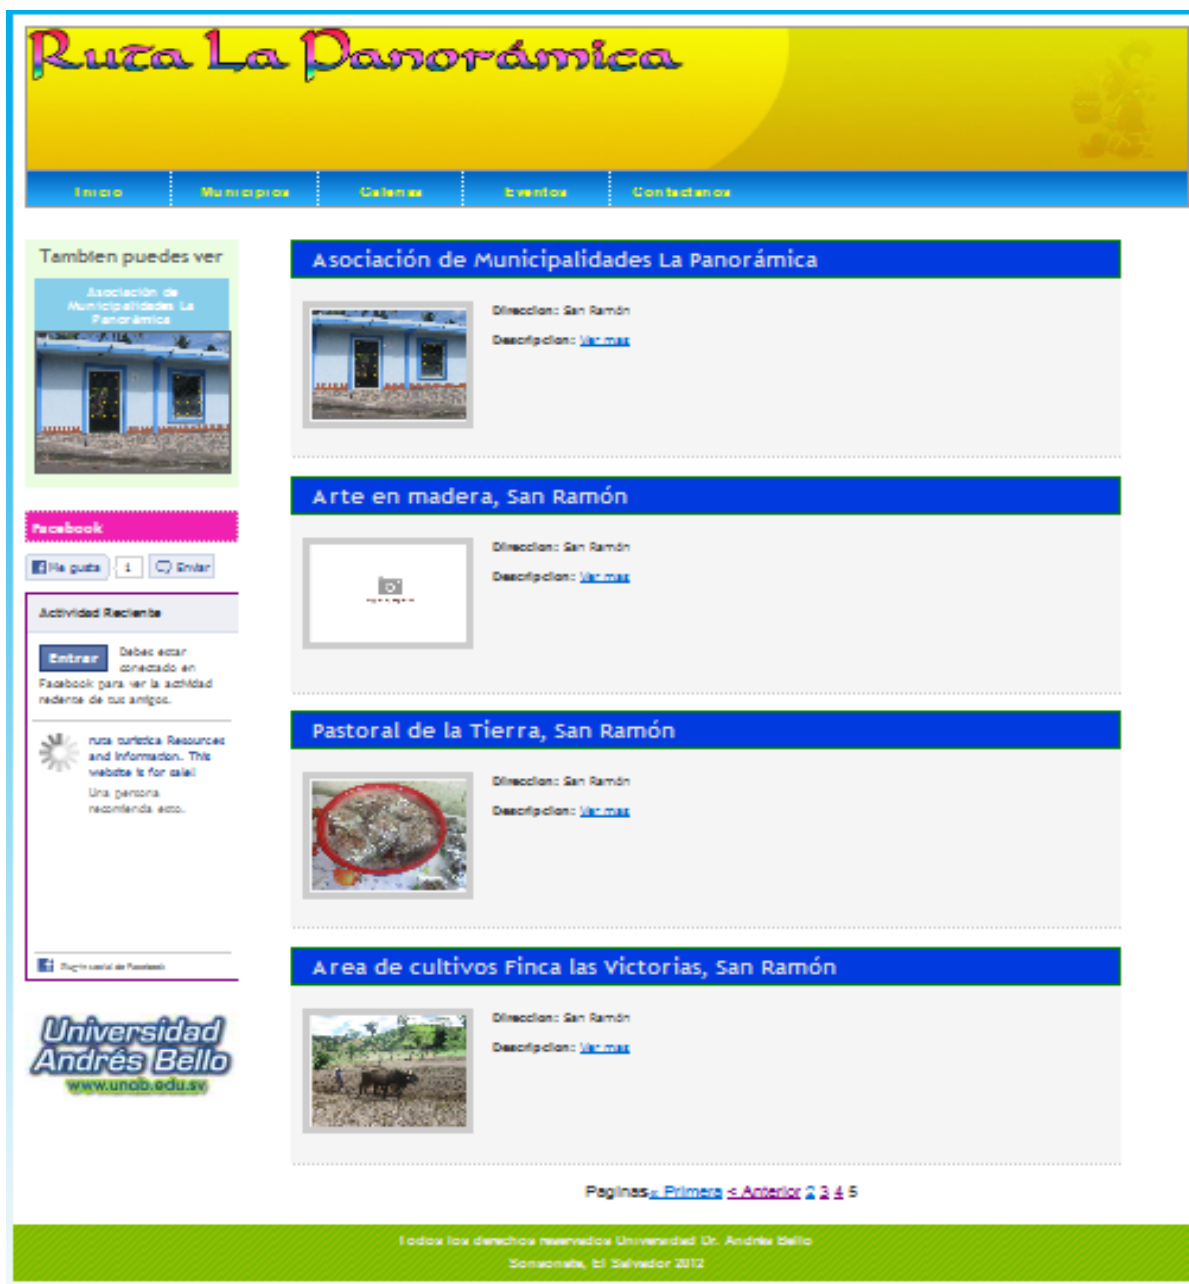 Ruta La Panorámica
Inicio Municipios Galerias Eventos Contactanos
Tambien puedes ver
Asociación de
Municipalidades La
Panorámica
Facebook
Me gusta 1 Enviar
Actividad Reciente
Entrar Debes estar
conectado en
Facebook para ver la actividad
reciente de tus amigos.
ruta turistica Resources
and Information. This
website is for sale!
Una persona
recomienda esto.
Plug-in social de Facebook
Universidad
Andrés Bello
www.unab.edu.sv
Asociación de Municipalidades La Panorámica
Direccion: San Ramón
Descripcion: Ver mas
Arte en madera, San Ramón
Direccion: San Ramón
Descripcion: Ver mas
Pastoral de la Tierra, San Ramón
Direccion: San Ramón
Descripcion: Ver mas
Area de cultivos Finca las Victorias, San Ramón
Direccion: San Ramón
Descripcion: Ver mas
Paginas« Primera < Anterior 2 3 4 5
Todos los derechos reservados Universidad Dr. Andrés Bello
Sonsonate, El Salvador 2012